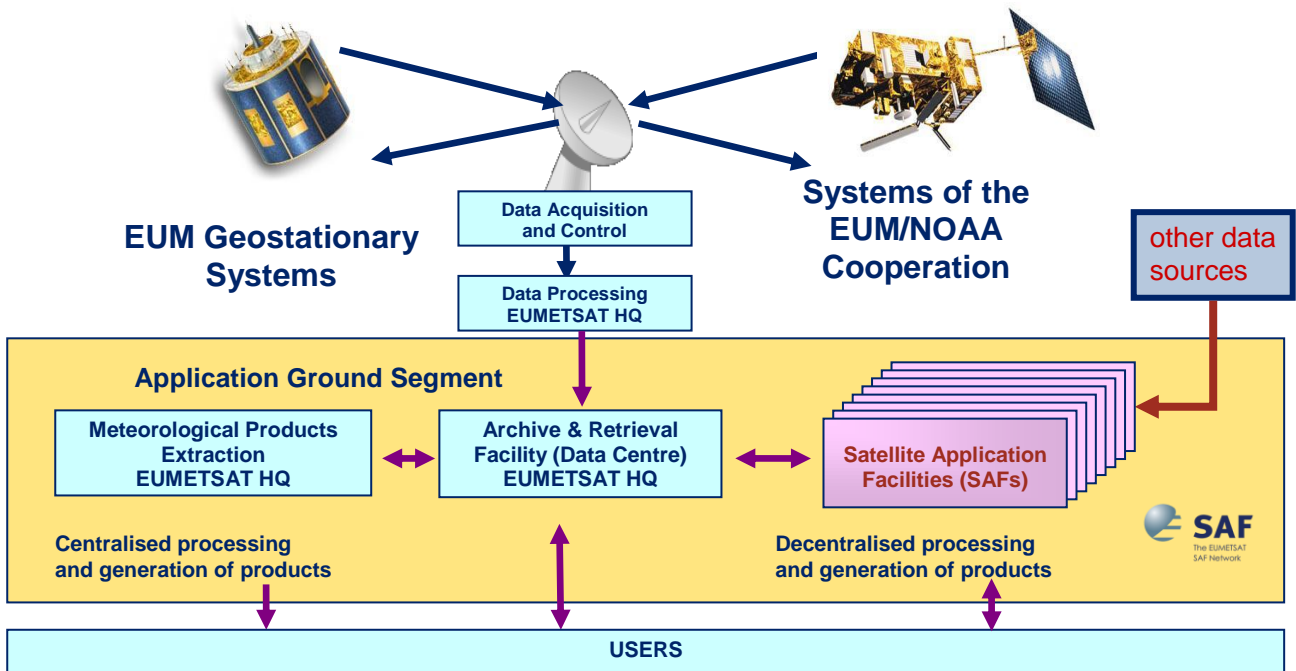 EUM Geostationary
Systems
Data Acquisition
and Control
Systems of the
EUM/NOAA
Cooperation
other data
sources
Data Processing
EUMETSAT HQ
Application Ground Segment
Meteorological Products
Extraction
EUMETSAT HQ
Archive & Retrieval
Facility (Data Centre)
EUMETSAT HQ
Satellite Application
Facilities (SAFs)
SAF
The EUMETSAT
SAF Network
Centralised processing
and generation of products
Decentralised processing
and generation of products
USERS